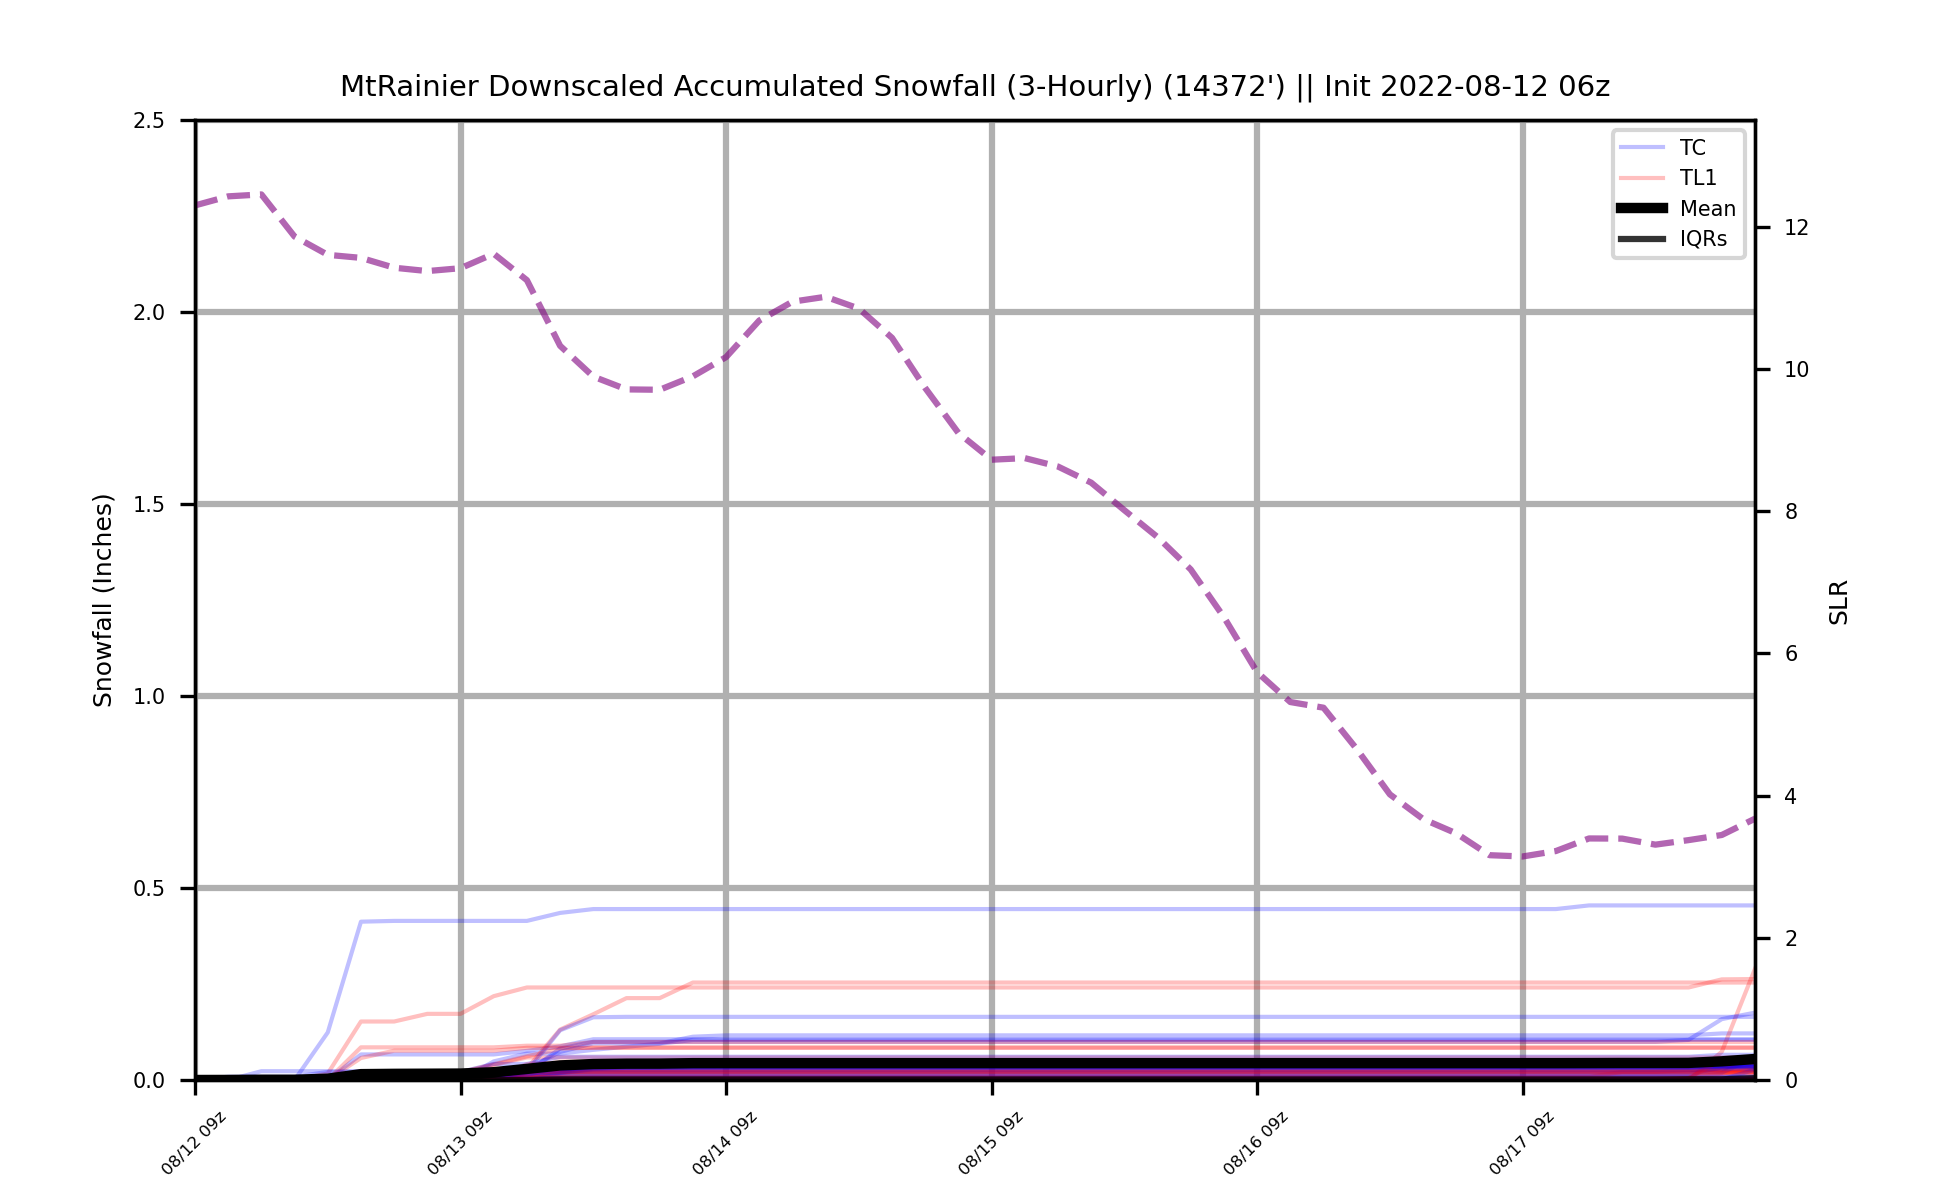 MtRainier Downscaled Accumulated Snowfall (3-Hourly) (14372') || Init 2022-08-12 06z
2.5
2.0
1.5
1.0
0.5
0.0
Snowfall (Inches)
TC
TL1
Mean
IQRs
12
10
8
6
4
2
0
SLR
08/12 09z
08/13 09z
08/14 09z
08/15 09z
08/16 09z
08/17 09z